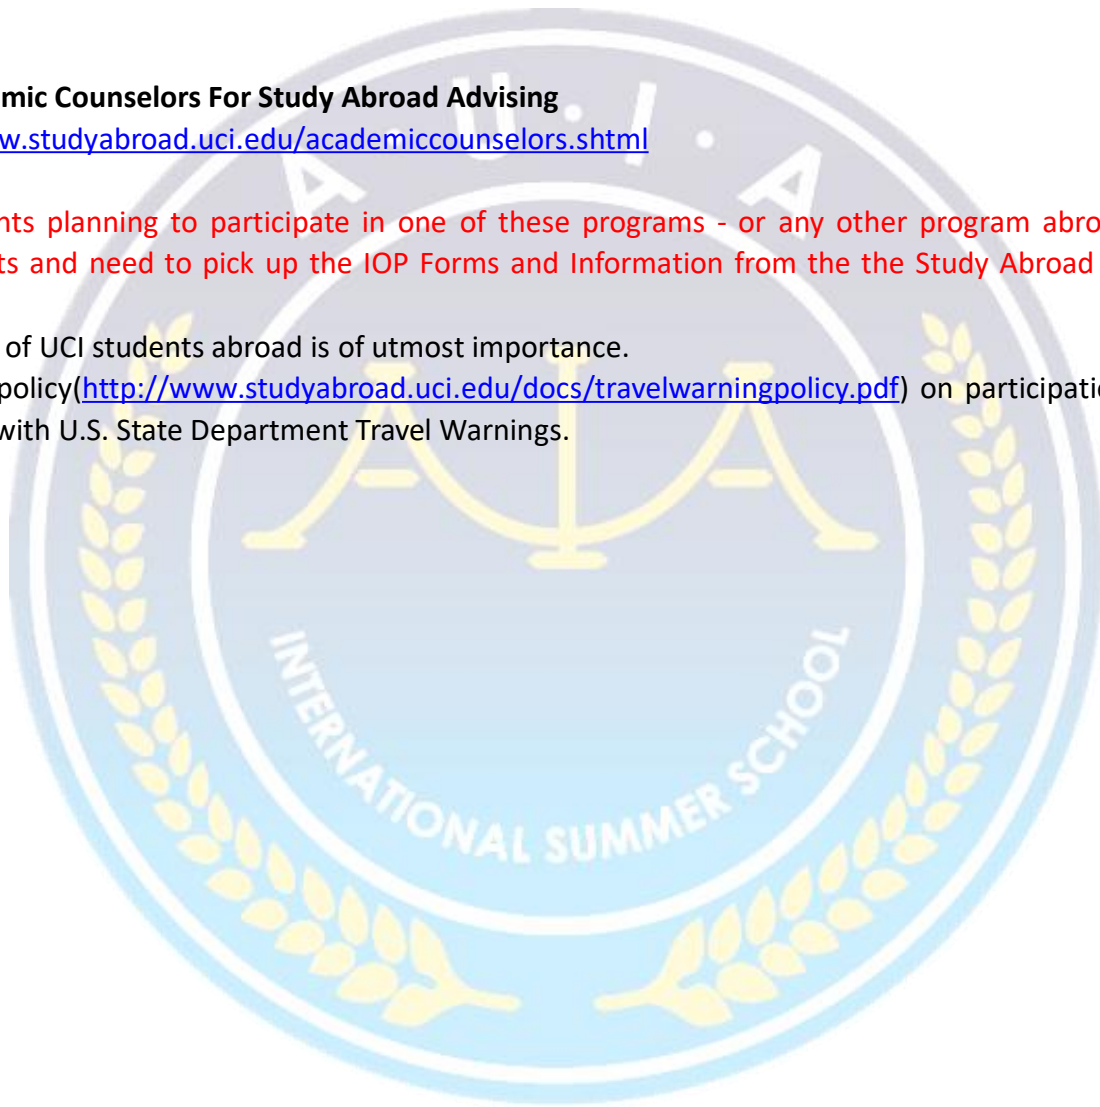 mic Counselors For Study Abroad Advising
w.studyabroad.uci.edu/academiccounselors.shtml
nts planning to participate in one of these programs - or any other program abro
ts and need to pick up the IOP Forms and Information from the the Study Abroad
of UCI students abroad is of utmost importance.
policy(http://www.studyabroad.uci.edu/docs/travelwarningpolicy.pdf) on participatio
with U.S. State Department Travel Warnings.
A · U · I · A
INTERNATIONAL SUMMER SCHOOL